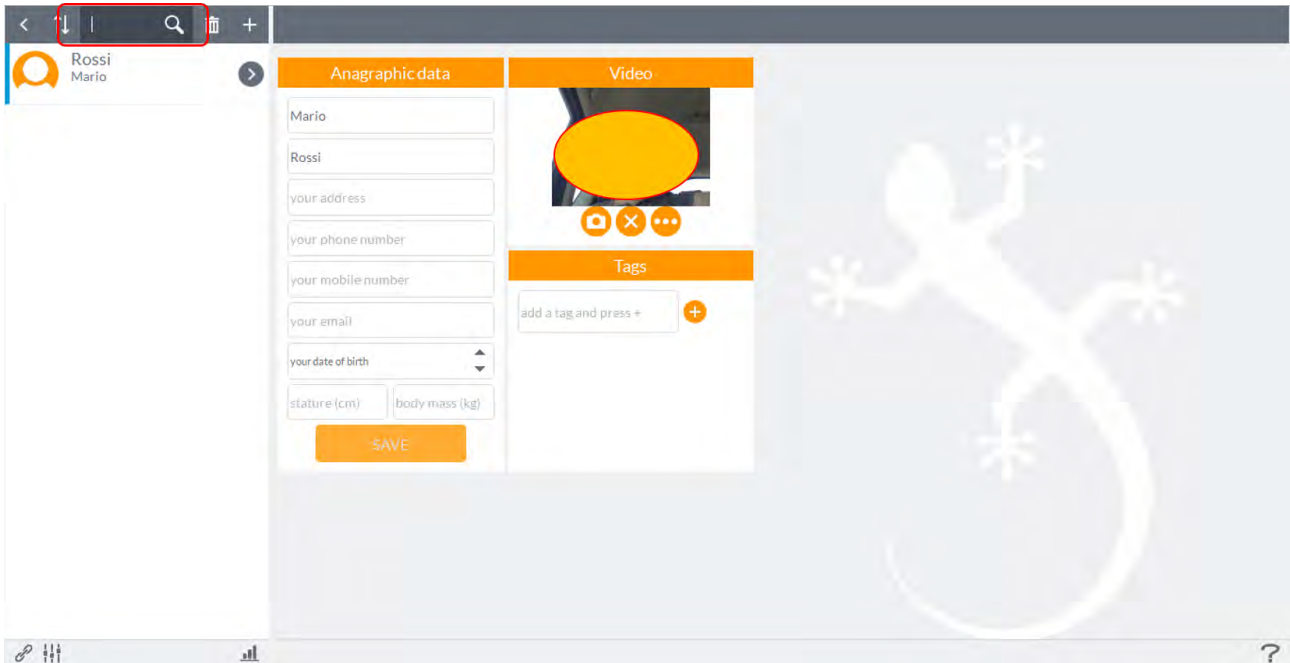 Rossi
Mario
Anagraphic data
Mario
Rossi
your address
your phone number
your mobile number
your email
your date of birth
stature (cm) body mass (kg)
SAVE
Video
Tags
add a tag and press +
?